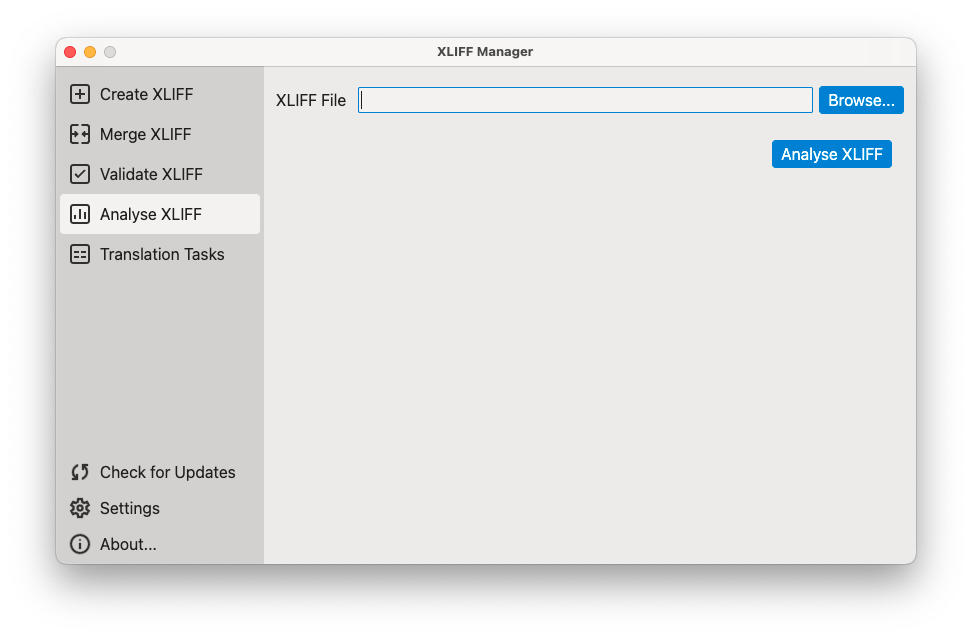 XLIFF Manager
Create XLIFF
Merge XLIFF
Validate XLIFF
Analyse XLIFF
Translation Tasks
Check for Updates
Settings
About...
XLIFF File
Browse...
Analyse XLIFF